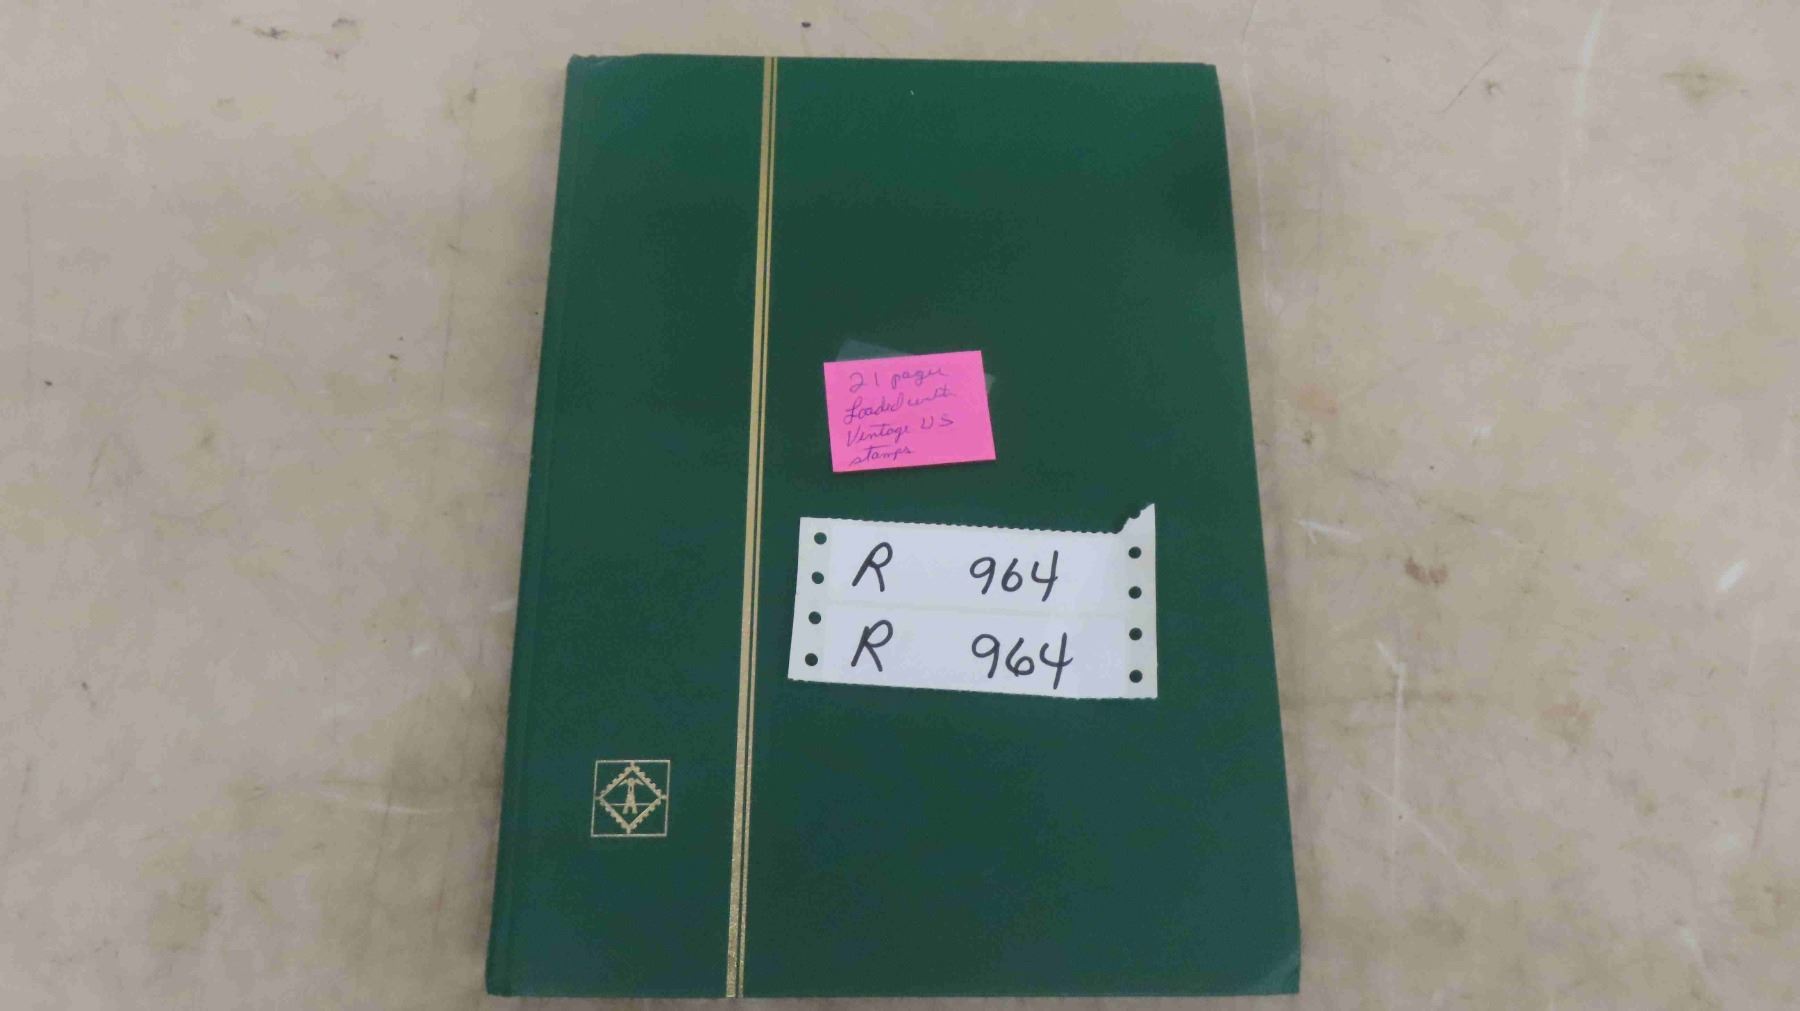 21 pages
Loaded with
Vintage US
stamps
R 964
R 964